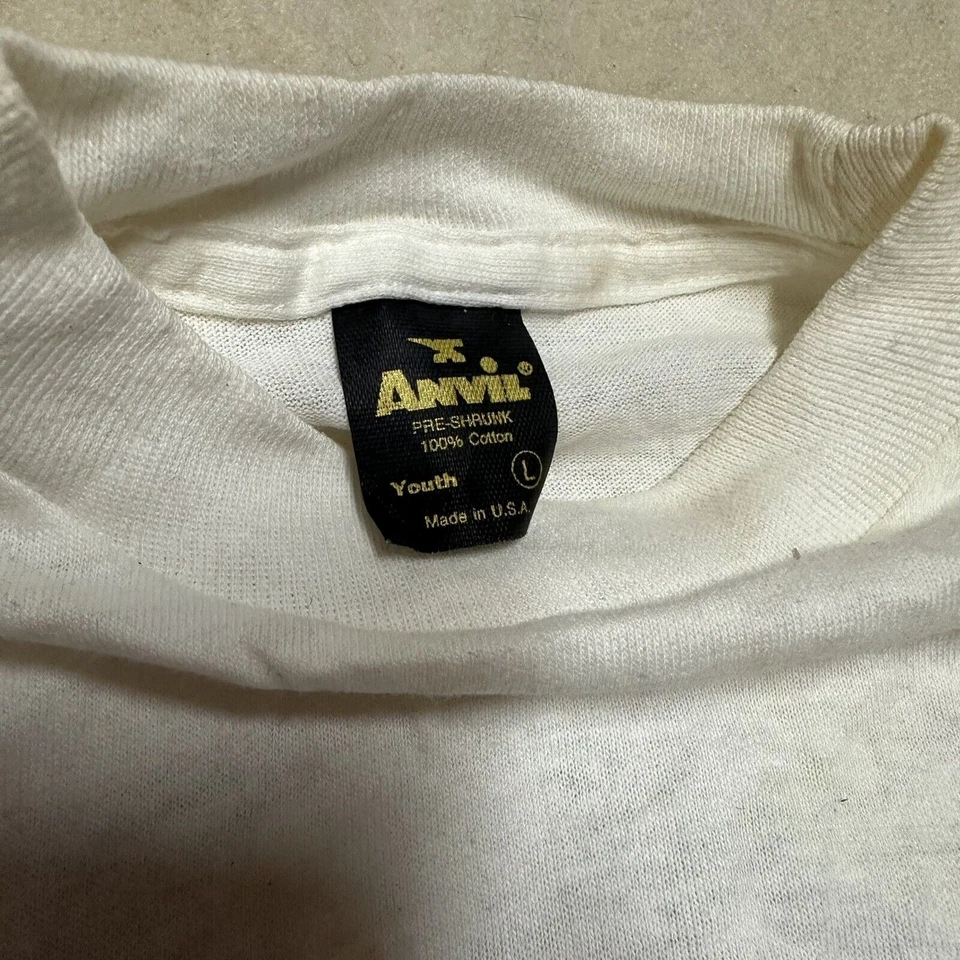 ANVIL®
PRE-SHRUNK
100% Cotton
Youth L
Made in U.S.A.